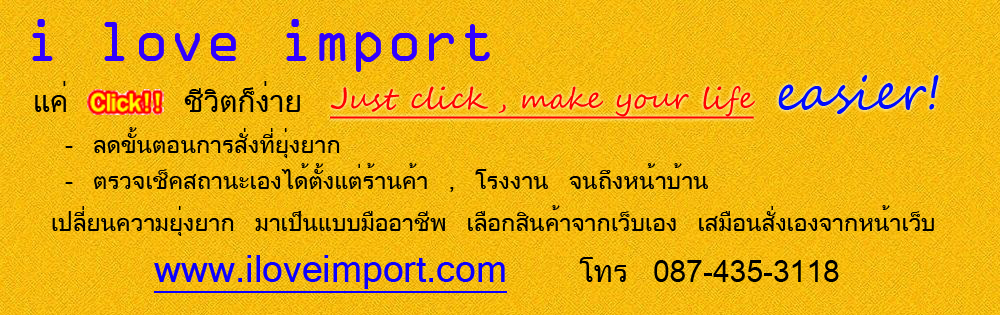 i love import
แค่ Click!! ชีวิตก็ง่าย Just click , make your life easier!
- ลดขั้นตอนการสั่งที่ยุ่งยาก
- ตรวจเช็คสถานะเองได้ตั้งแต่ร้านค้า , โรงงาน จนถึงหน้าบ้าน
เปลี่ยนความยุ่งยาก มาเป็นแบบมืออาชีพ เลือกสินค้าจากเว็บเอง เสมือนสั่งเองจากหน้าเว็บ
www.iloveimport.com โทร 087-435-3118